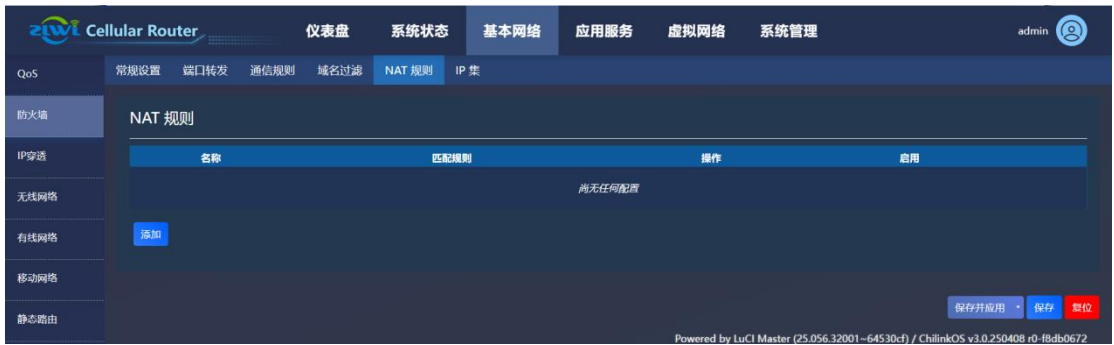 ziwi Cellular Router 仪表盘 系统状态 基本网络 应用服务 虚拟网络 系统管理 admin
QoS
防火墙
IP穿透
无线网络
有线网络
移动网络
静态路由
常规设置 端口转发 通信规则 域名过滤 NAT 规则 IP 集
NAT 规则
名称 匹配规则 操作 启用
尚无任何配置
添加
保存并应用 保存 复位
Powered by LuCI Master (25.056.32001~64530cf) / ChilinkOS v3.0.250408 r0-f8db0672